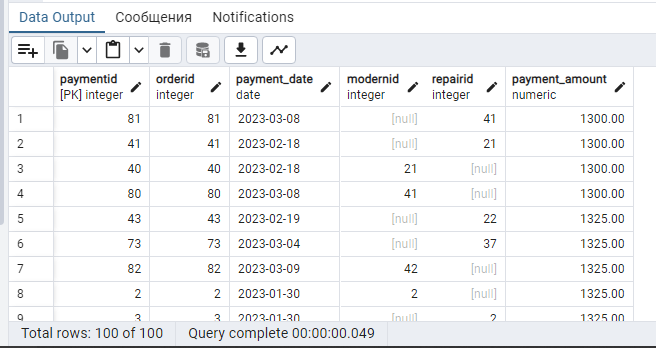 Data Output Сообщения Notifications
paymentid orderid payment_date modernid repairid payment_amount
[PK] integer integer date integer integer numeric
1 81 81 2023-03-08 [null] 41 1300.00
2 41 41 2023-02-18 [null] 21 1300.00
3 40 40 2023-02-18 21 [null] 1300.00
4 80 80 2023-03-08 41 [null] 1300.00
5 43 43 2023-02-19 [null] 22 1325.00
6 73 73 2023-03-04 [null] 37 1325.00
7 82 82 2023-03-09 42 [null] 1325.00
8 2 2 2023-01-30 2 [null] 1325.00
9 3 3 2023-01-30 [null] 2 1325.00
Total rows: 100 of 100 Query complete 00:00:00.049